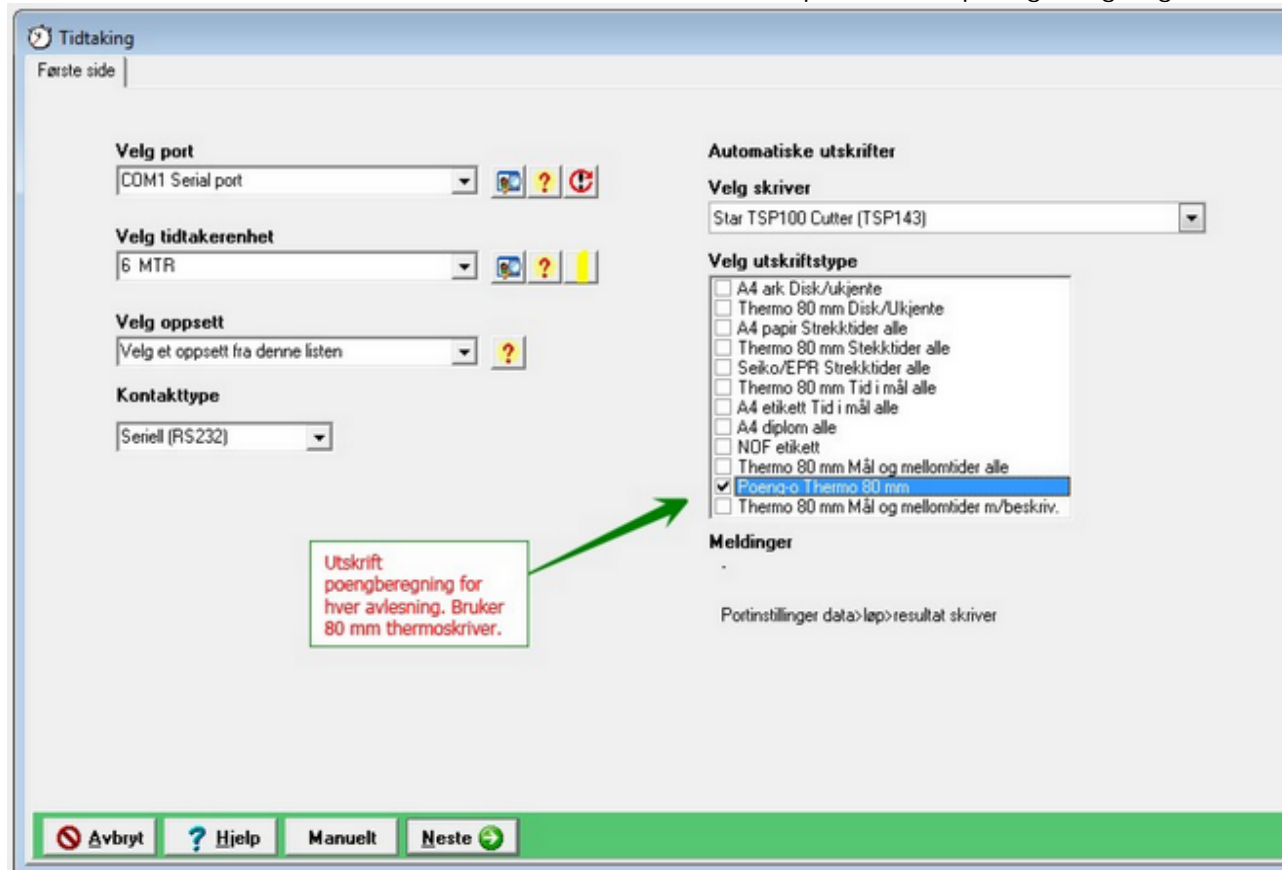 Tidtaking
Første side
Velg port
COM1 Serial port
Velg tidtakerenhet
6 MTR
Velg oppsett
Velg et oppsett fra denne listen
Kontakttype
Seriell (RS232)
Utskrift
poengberegning for
hver avlesning. Bruker
80 mm thermoskriver.
Automatiske utskrifter
Velg skriver
Star TSP100 Cutter (TSP143)
Velg utskriftstype
A4 ark Disk/ukjente
Thermo 80 mm Disk/Ukjente
A4 papir Strekktider alle
Thermo 80 mm Stekktider alle
Seiko/EPR Strekktider alle
Thermo 80 mm Tid i mål alle
A4 etikett Tid i mål alle
A4 diplom alle
NOF etikett
Thermo 80 mm Mål og mellomtider alle
Poeng-o Thermo 80 mm
Thermo 80 mm Mål og mellomtider m/beskriv.
Meldinger
Portinstillinger data>løp>resultat skriver
Avbryt
Hjelp
Manuelt
Neste